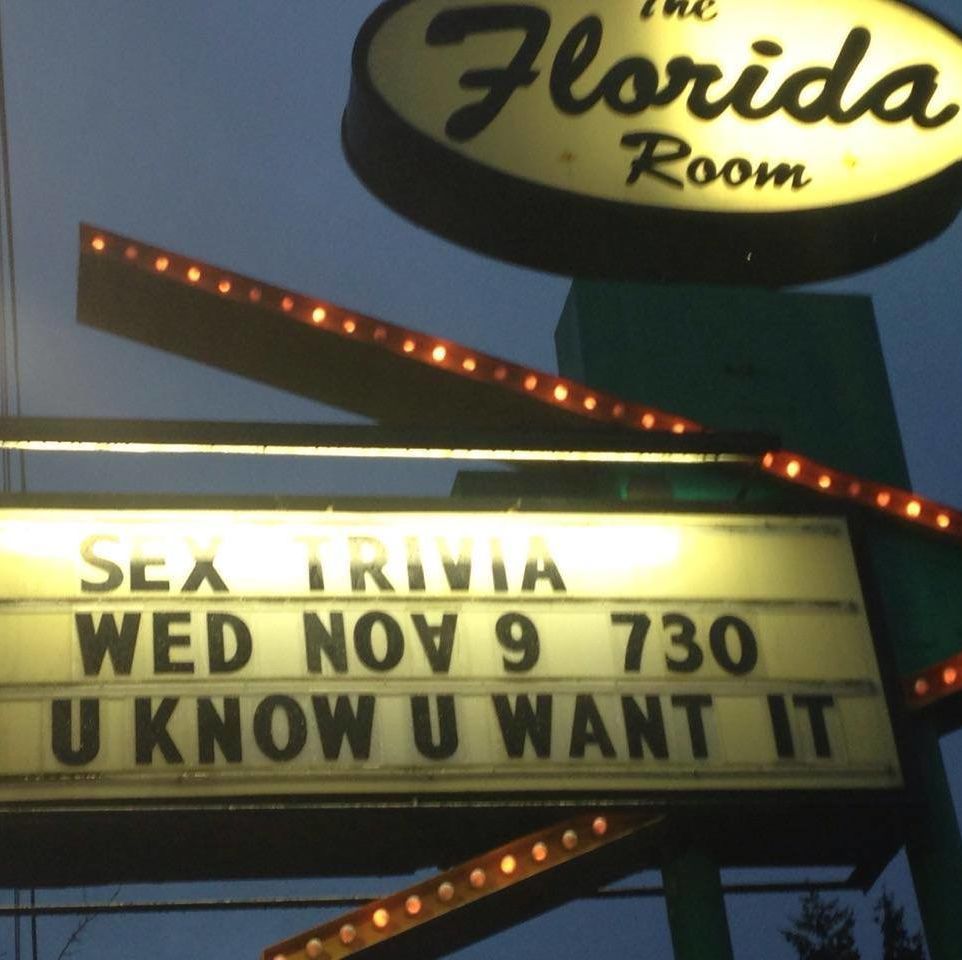 The
Florida
Room
SEX TRIVIA
WED NOV 9 730
U KNOW U WANT IT